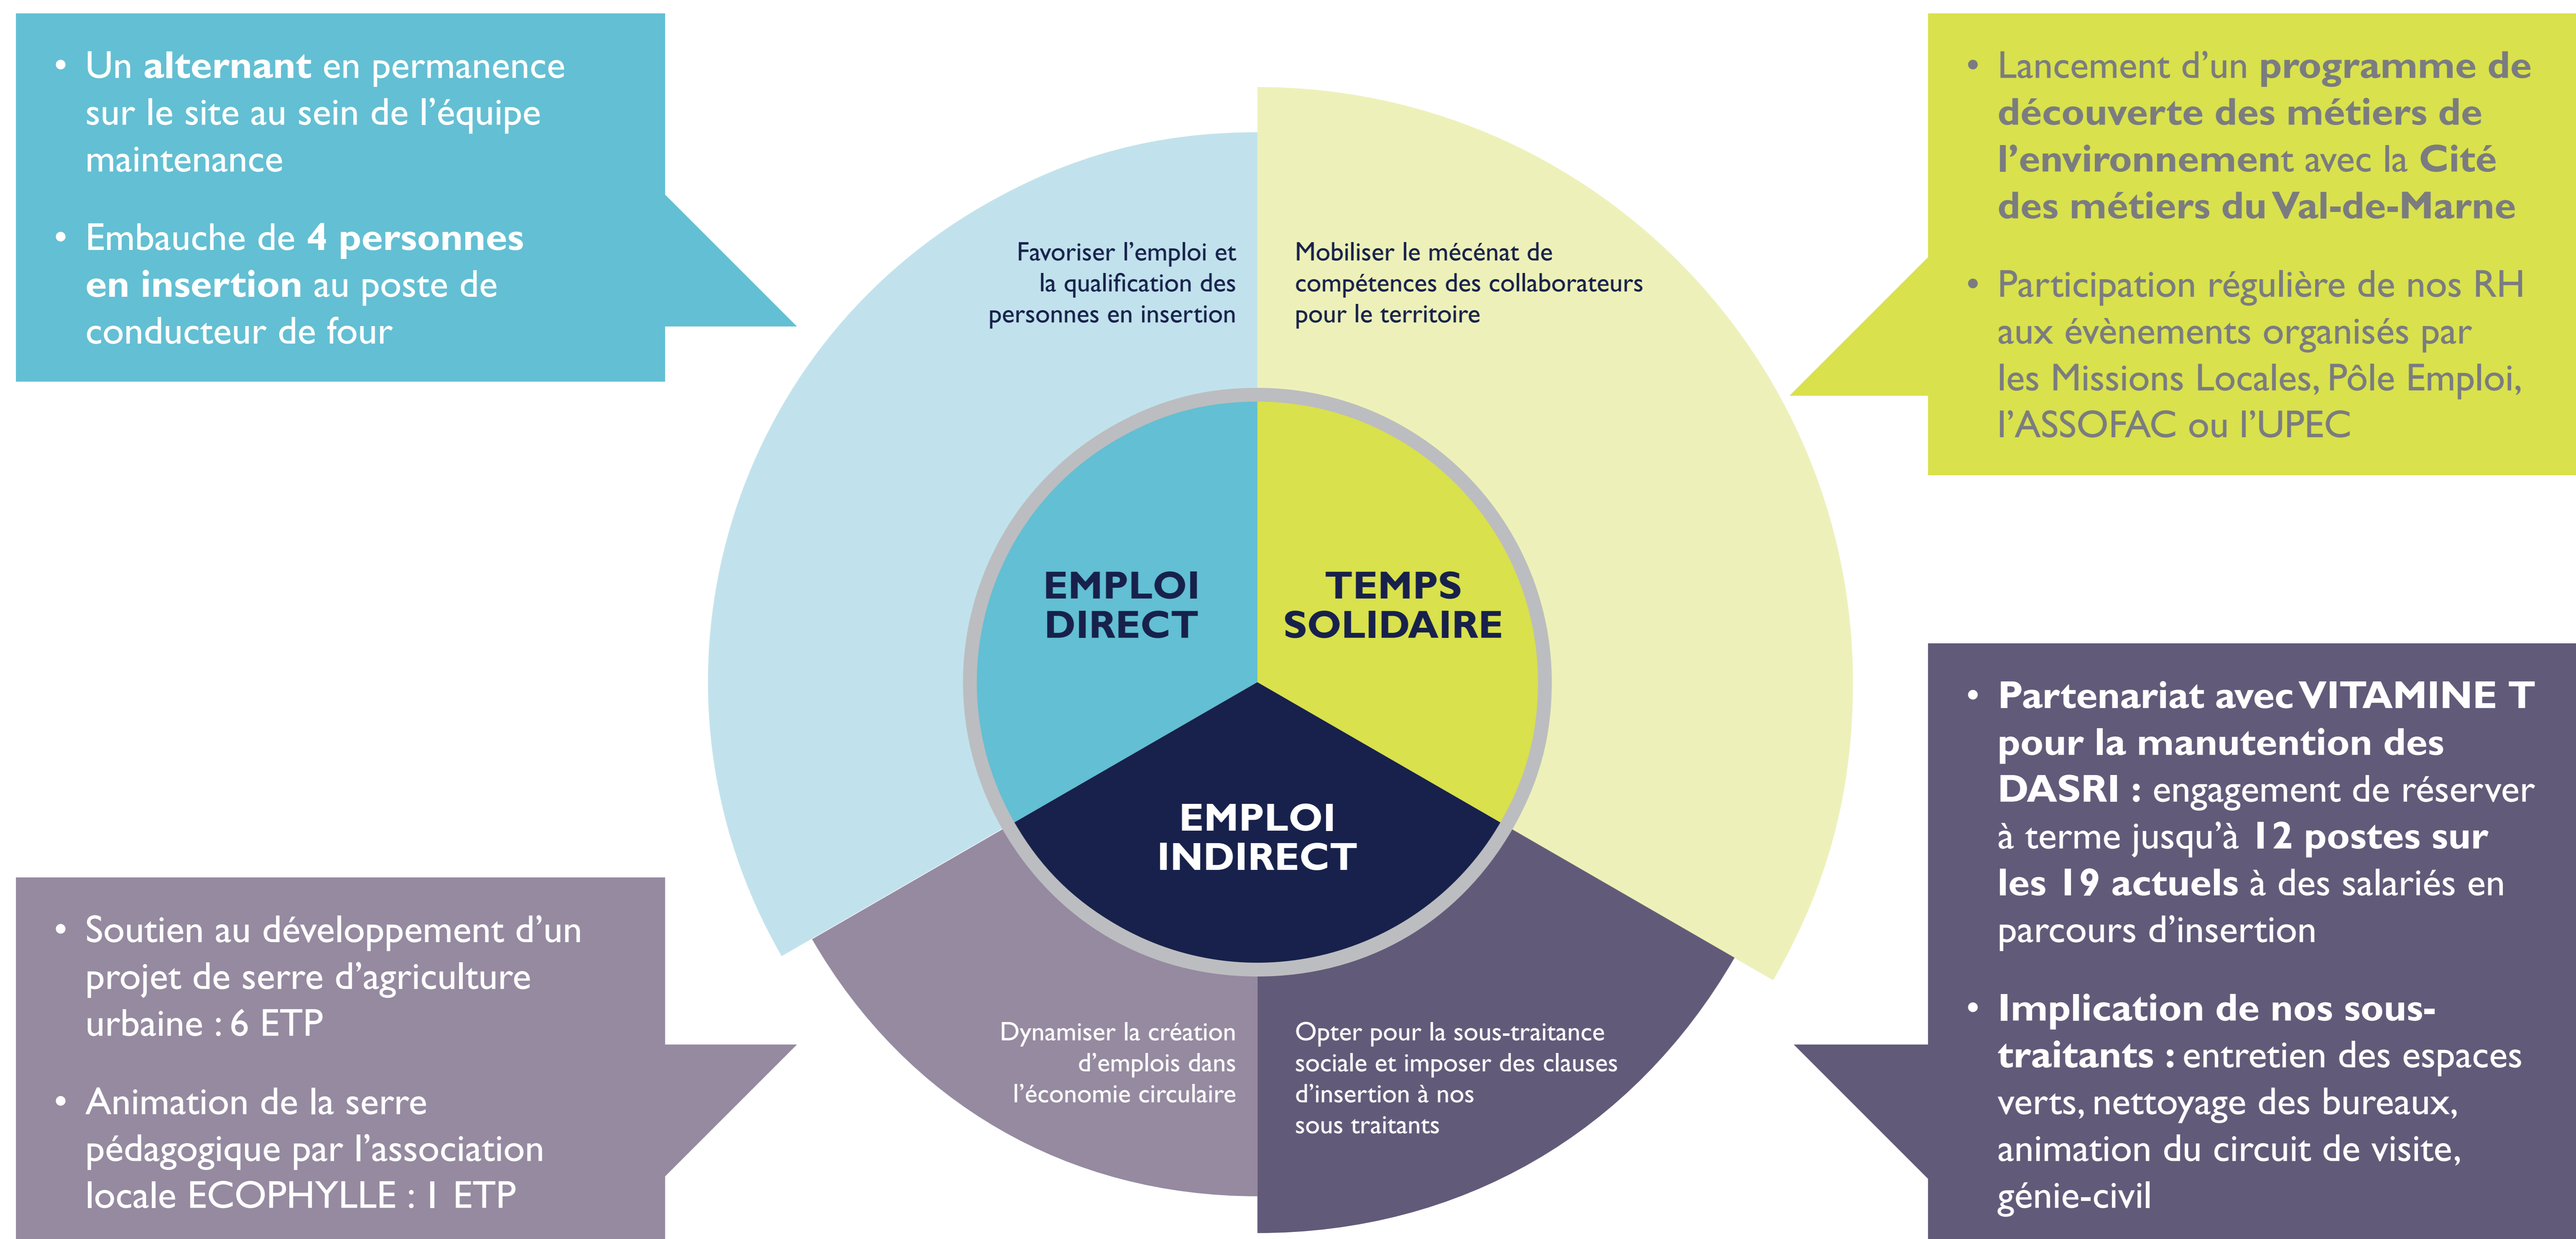 • Un alternant en permanence
sur le site au sein de l'équipe
maintenance
• Embauche de 4 personnes
en insertion au poste de
conducteur de four
Favoriser l'emploi et
la qualification des
personnes en insertion
Mobiliser le mécénat de
compétences des collaborateurs
pour le territoire
• Lancement d'un programme de
découverte des métiers de
l'environnement avec la Cité
des métiers du Val-de-Marne
• Participation régulière de nos RH
aux évènements organisés par
les Missions Locales, Pôle Emploi,
l'ASSOFAC ou l'UPEC
EMPLOI
DIRECT
TEMPS
SOLIDAIRE
EMPLOI
INDIRECT
• Soutien au développement d'un
projet de serre d'agriculture
urbaine : 6 ETP
• Animation de la serre
pédagogique par l'association
locale ECOPHYLLE : 1 ETP
Dynamiser la création
d'emplois dans
l'économie circulaire
Opter pour la sous-traitance
sociale et imposer des clauses
d'insertion à nos
sous traitants
• Partenariat avec VITAMINE T
pour la manutention des
DASRI : engagement de réserver
à terme jusqu'à 12 postes sur
les 19 actuels à des salariés en
parcours d'insertion
• Implication de nos sous-
traitants : entretien des espaces
verts, nettoyage des bureaux,
animation du circuit de visite,
génie-civil